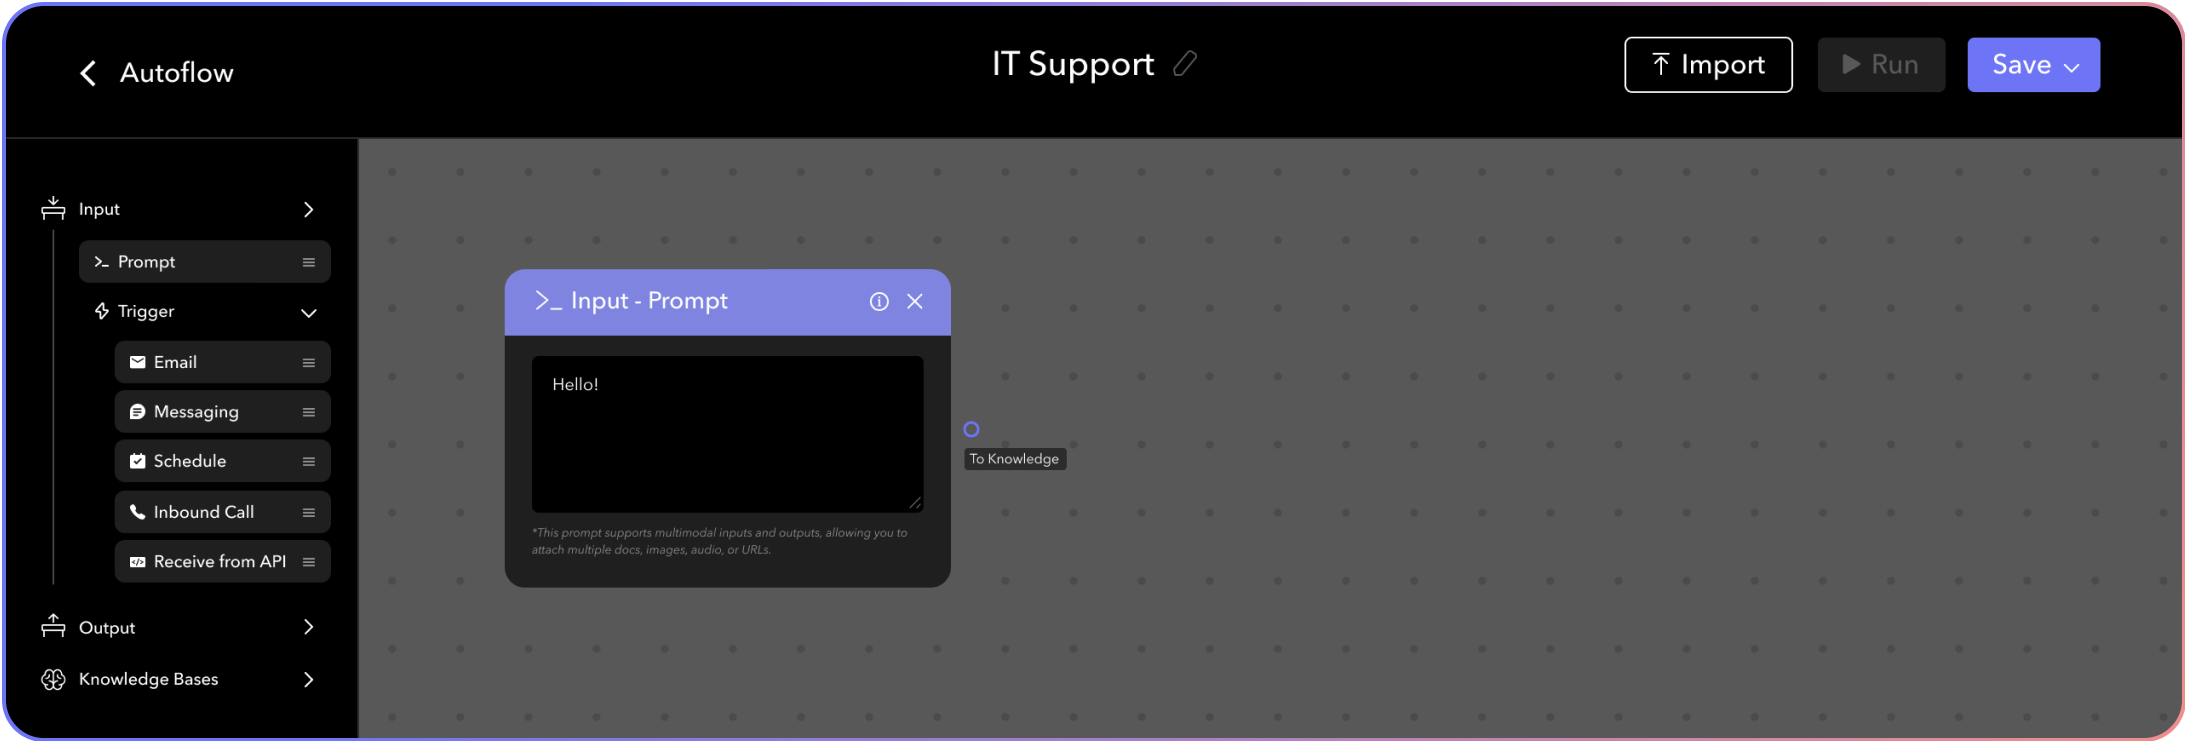 Autoflow
IT Support
Import
Run
Save
Input
Prompt
Trigger
Email
Messaging
Schedule
Inbound Call
Receive from API
Output
Knowledge Bases
>_ Input - Prompt
Hello!
*This prompt supports multimodal inputs and outputs, allowing you to
attach multiple docs, images, audio, or URLs.
To Knowledge